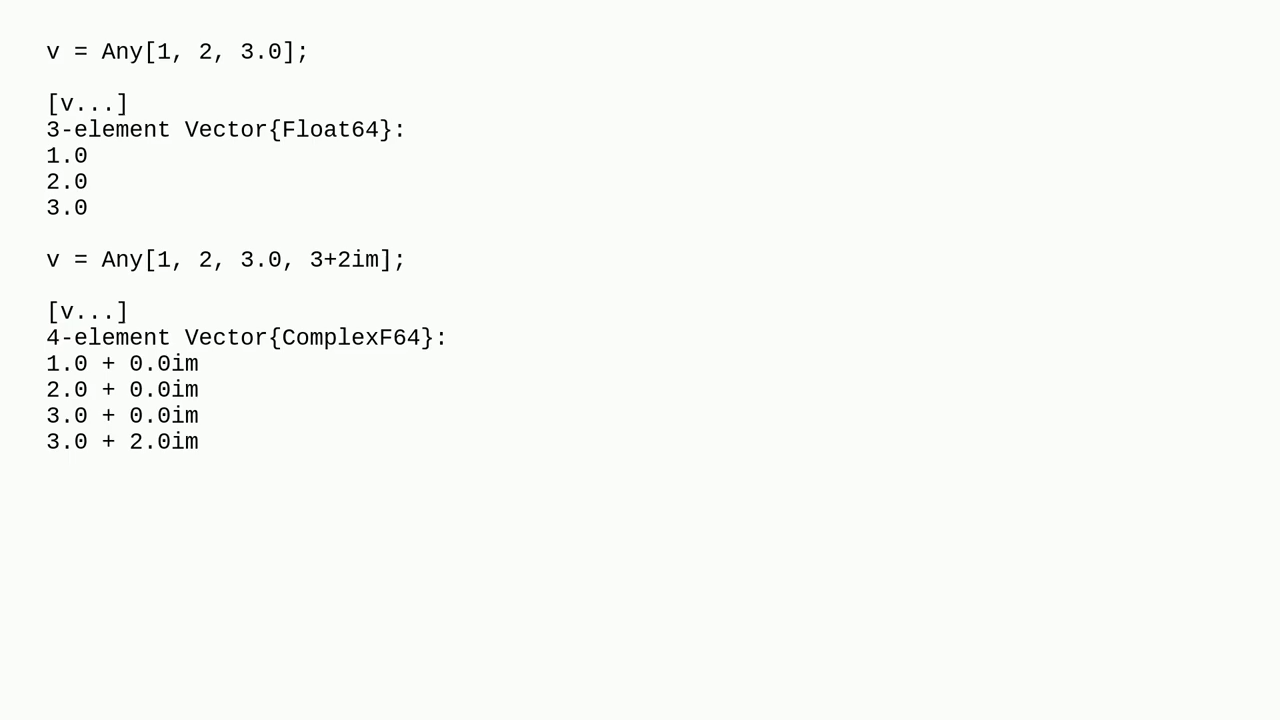 v = Any[1, 2, 3.0];
[v...]
3-element Vector{Float64}:
1.0
2.0
3.0
v = Any[1, 2, 3.0, 3+2im];
[v...]
4-element Vector{ComplexF64}:
1.0 + 0.0im
2.0 + 0.0im
3.0 + 0.0im
3.0 + 2.0im